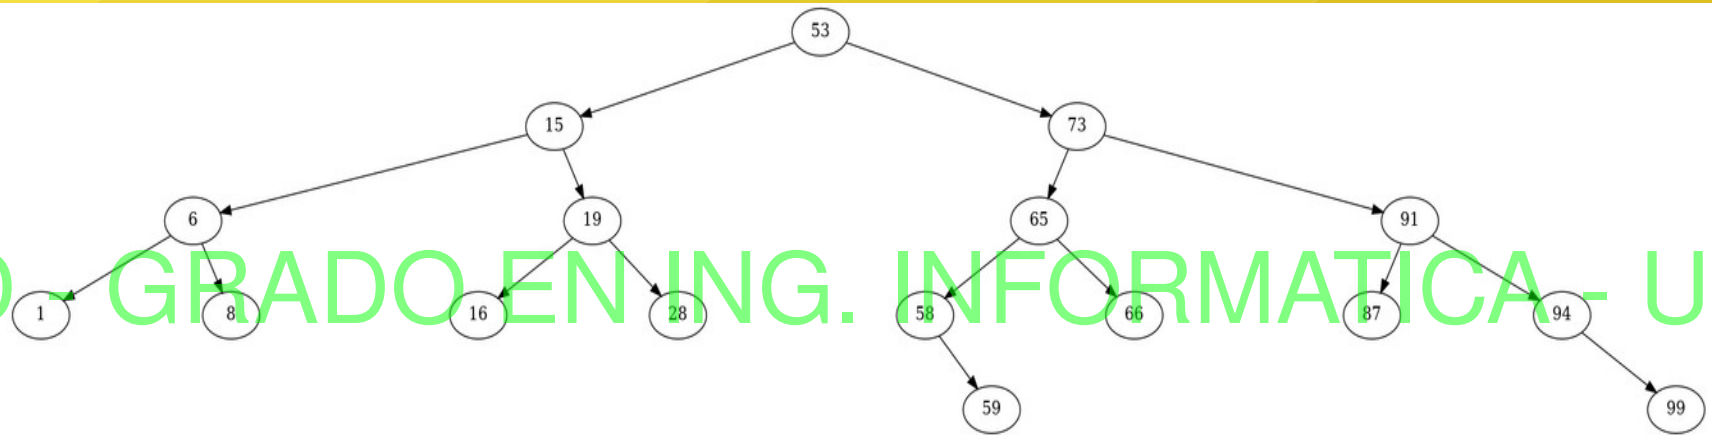 53
15 73
6 19 65 91
- GRADO EN ING. INFORMATICA - U
1 8 16 28 58 66 87 94
59 99